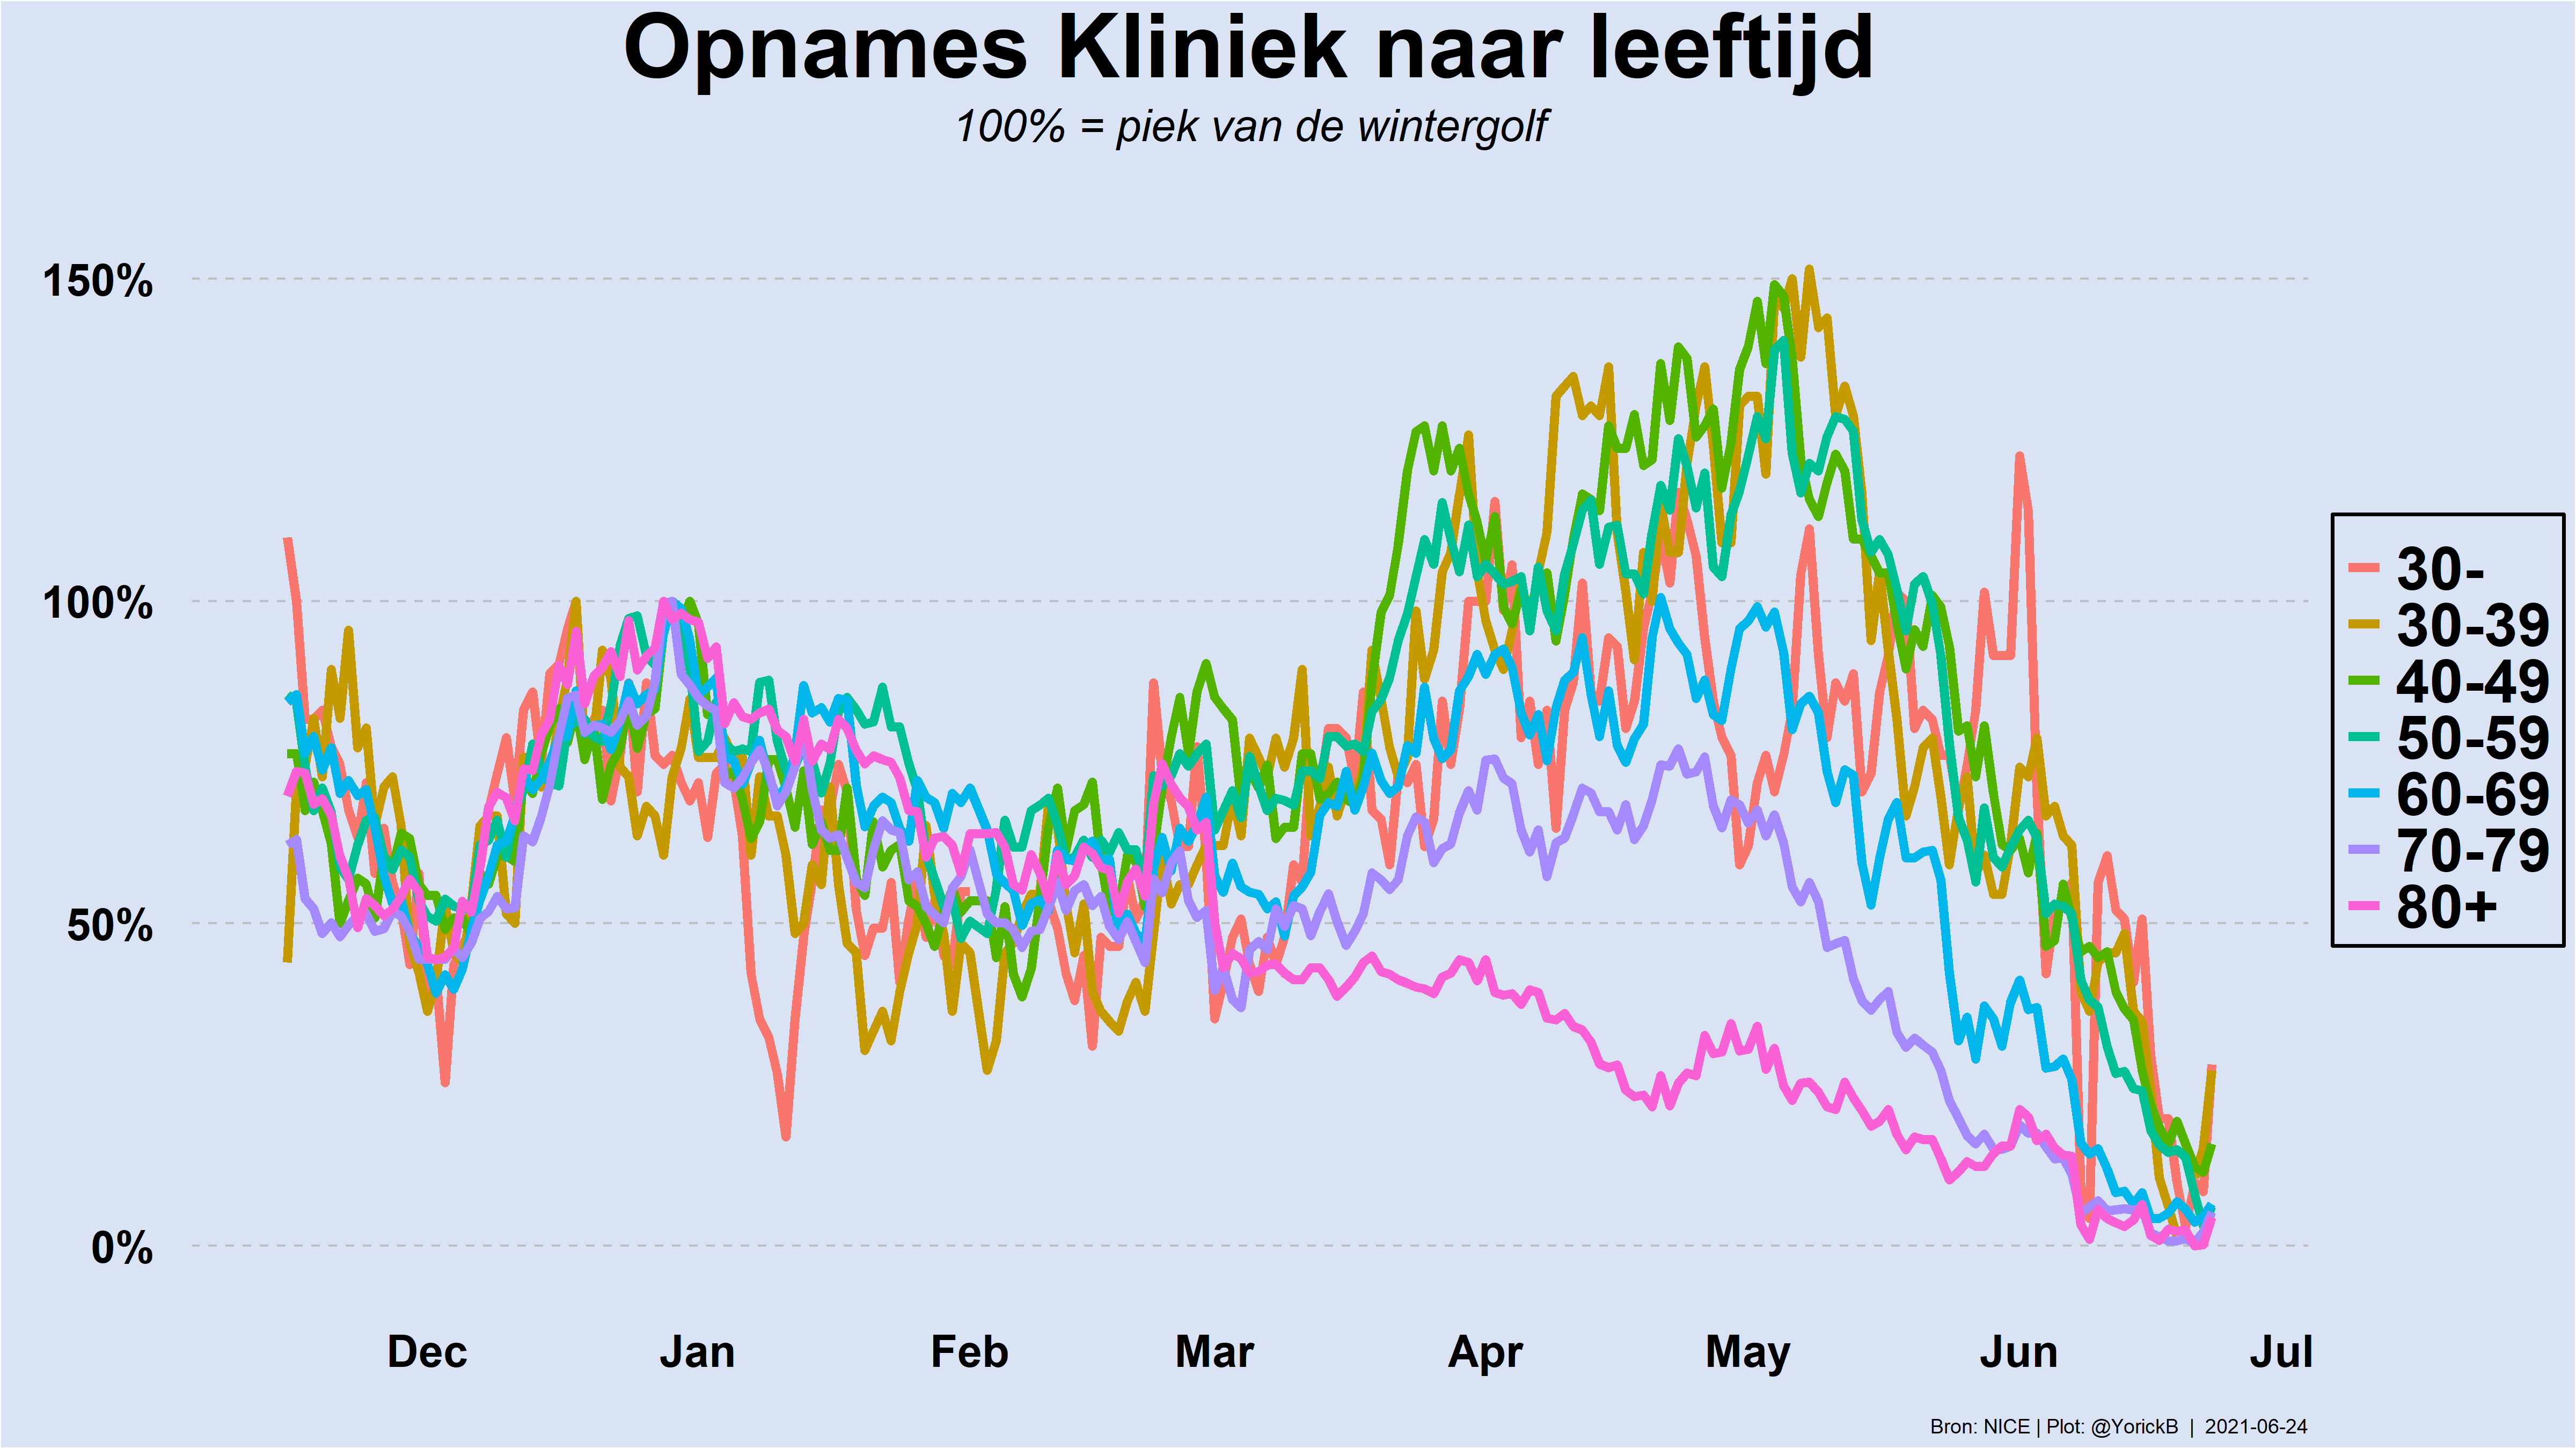 Opnames Kliniek naar leeftijd
100% = piek van de wintergolf
150%
100%
50%
0%
30-
30-39
40-49
50-59
60-69
70-79
80+
Dec Jan Feb Mar Apr May Jun Jul
Bron: NICE | Plot: @YorickB | 2021-06-24